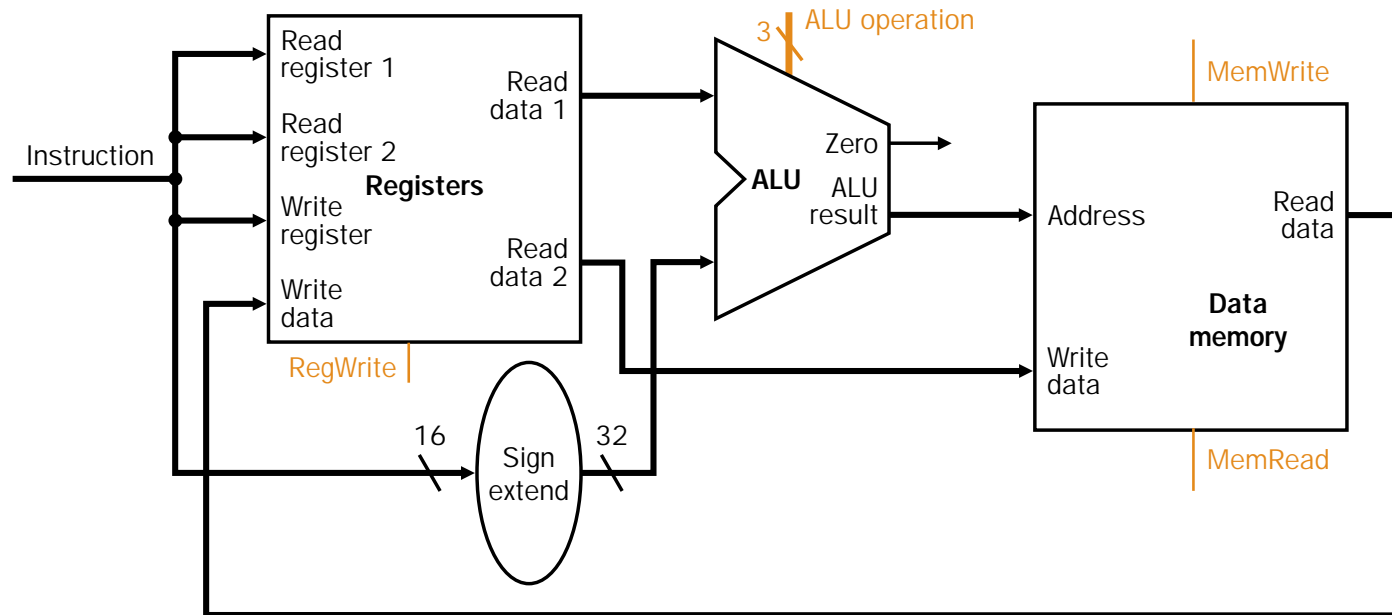 ALU operation
3
Read
register 1
Read
data 1
MemWrite
Read
register 2
Instruction
Registers
Zero
ALU
ALU
result
Write
register
Address
Read
data
Read
data 2
Write
data
Data
memory
RegWrite
Write
data
16
32
Sign
extend
MemRead